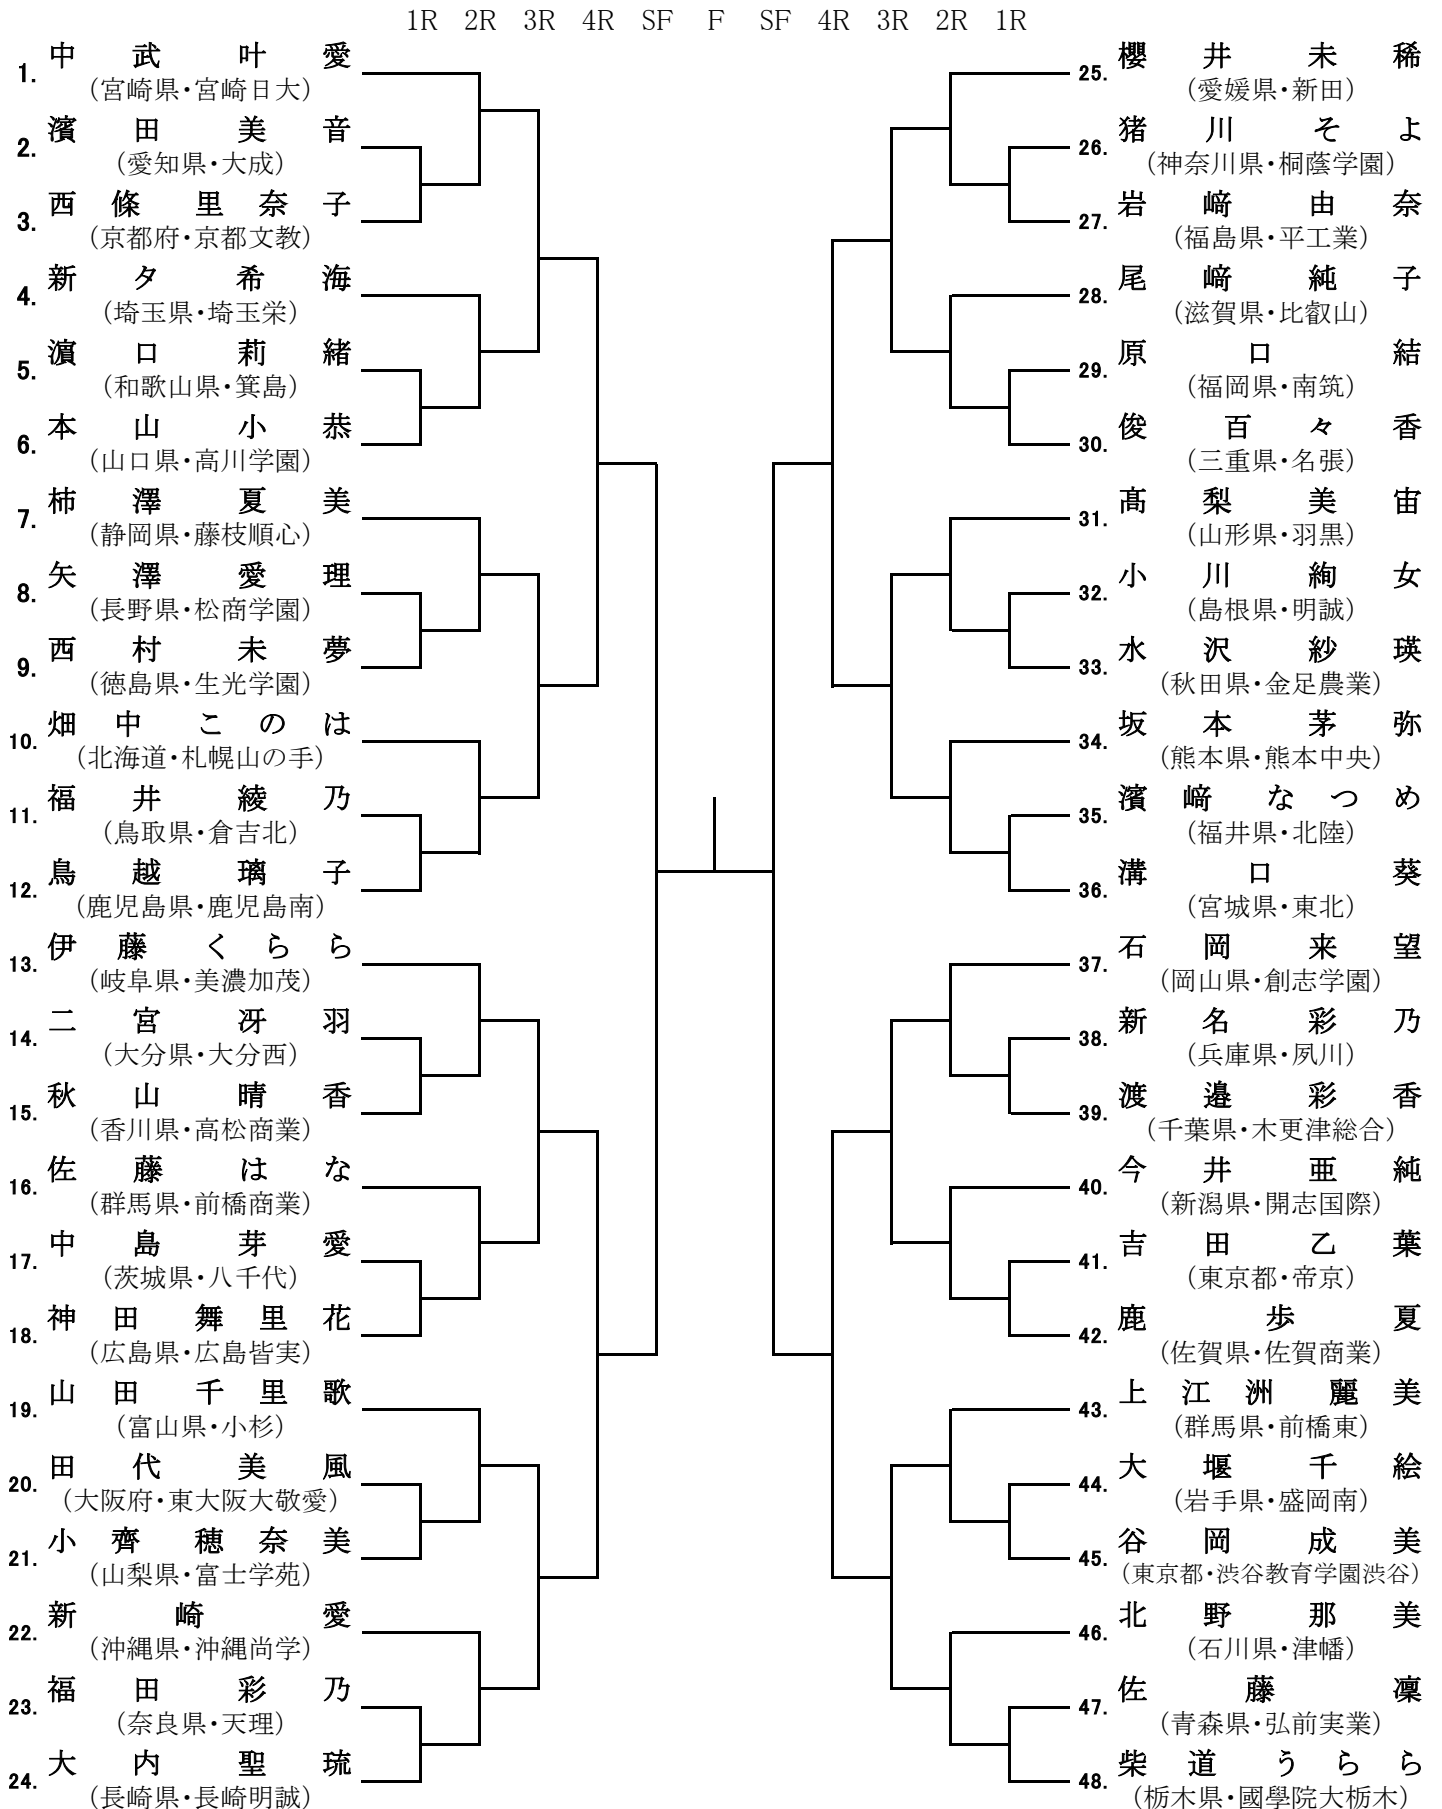 1R 2R 3R 4R SF F SF 4R 3R 2R 1R
1. 中武叶愛
(宮崎県・宮崎日大)
2. 濱田美音
(愛知県・大成)
3. 西條里奈子
(京都府・京都文教)
4. 新夕希海
(埼玉県・埼玉栄)
5. 濵口莉緒
(和歌山県・箕島)
6. 本山小恭
(山口県・高川学園)
7. 柿澤夏美
(静岡県・藤枝順心)
8. 矢澤愛理
(長野県・松商学園)
9. 西村未夢
(徳島県・生光学園)
10. 畑中このは
(北海道・札幌山の手)
11. 福井綾乃
(鳥取県・倉吉北)
12. 鳥越璃子
(鹿児島県・鹿児島南)
13. 伊藤くらら
(岐阜県・美濃加茂)
14. 二宮冴羽
(大分県・大分西)
15. 秋山晴香
(香川県・高松商業)
16. 佐藤はな
(群馬県・前橋商業)
17. 中島芽愛
(茨城県・八千代)
18. 神田舞里花
(広島県・広島皆実)
19. 山田千里歌
(富山県・小杉)
20. 田代美風
(大阪府・東大阪大敬愛)
21. 小齊穂奈美
(山梨県・富士学苑)
22. 新崎愛
(沖縄県・沖縄尚学)
23. 福田彩乃
(奈良県・天理)
24. 大内聖琉
(長崎県・長崎明誠)
25. 櫻井未稀
(愛媛県・新田)
26. 猪川そよ
(神奈川県・桐蔭学園)
27. 岩﨑由奈
(福島県・平工業)
28. 尾﨑純子
(滋賀県・比叡山)
29. 原口結
(福岡県・南筑)
30. 俊百々香
(三重県・名張)
31. 髙梨美宙
(山形県・羽黒)
32. 小川絢女
(島根県・明誠)
33. 水沢紗瑛
(秋田県・金足農業)
34. 坂本茅弥
(熊本県・熊本中央)
35. 濱﨑なつめ
(福井県・北陸)
36. 溝口葵
(宮城県・東北)
37. 石岡来望
(岡山県・創志学園)
38. 新名彩乃
(兵庫県・夙川)
39. 渡邉彩香
(千葉県・木更津総合)
40. 今井亜純
(新潟県・開志国際)
41. 吉田乙葉
(東京都・帝京)
42. 鹿歩夏
(佐賀県・佐賀商業)
43. 上江洲麗美
(群馬県・前橋東)
44. 大堰千絵
(岩手県・盛岡南)
45. 谷岡成美
(東京都・渋谷教育学園渋谷)
46. 北野那美
(石川県・津幡)
47. 佐藤凜
(青森県・弘前実業)
48. 柴道うらら
(栃木県・國學院大栃木)